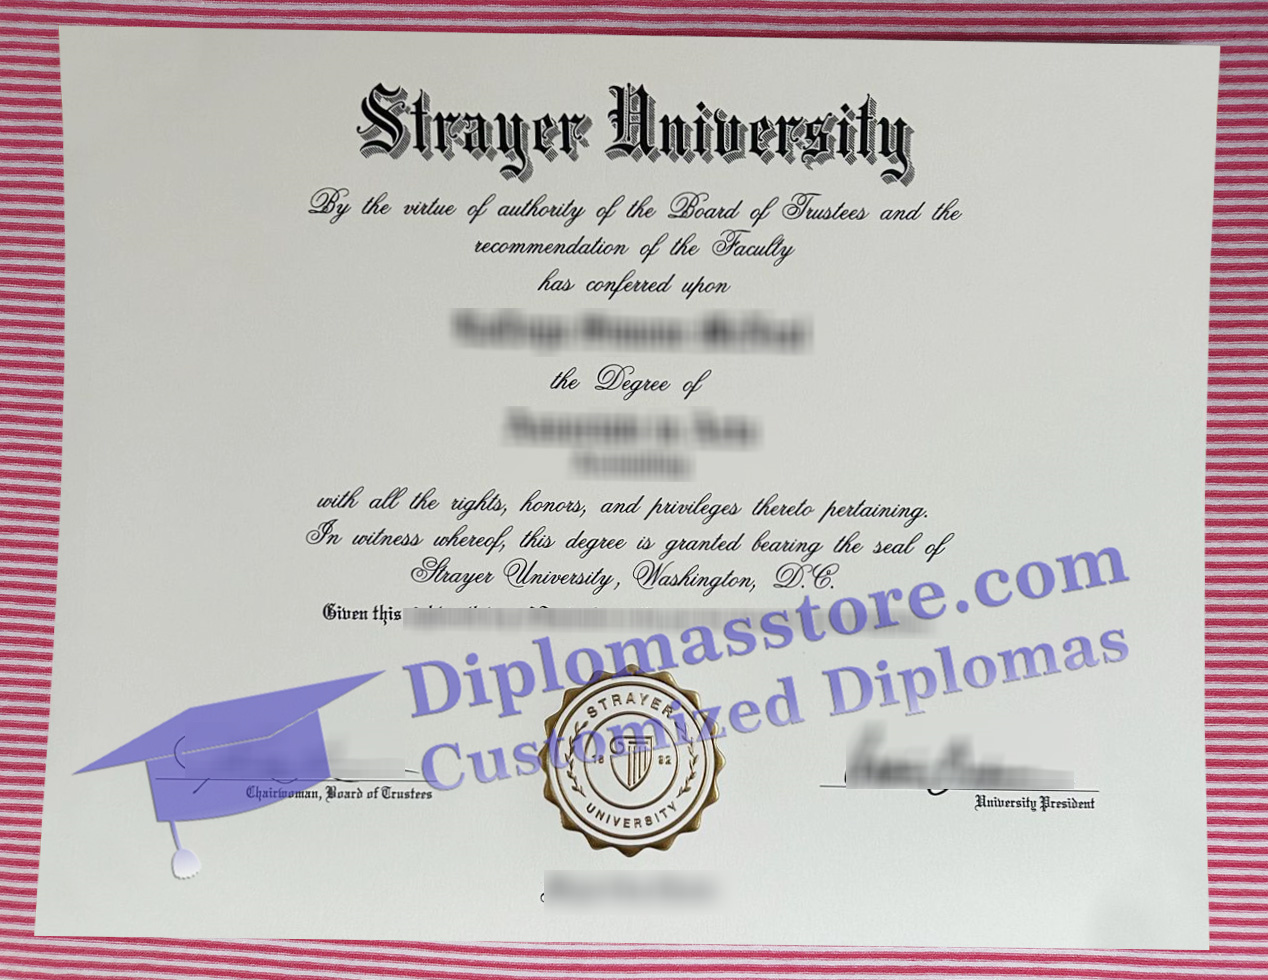 Strayer University
By the virtue of authority of the Board of Trustees and the
recommendation of the Faculty
has conferred upon
the Degree of
with all the rights, honors, and privileges thereto pertaining.
In witness whereof, this degree is granted bearing the seal of
Strayer University, Washington, D.C.
Given this
Diplomasstore.com
Customized Diplomas
STRAYER
18 92
UNIVERSITY
Chairwoman, Board of Trustees
University President